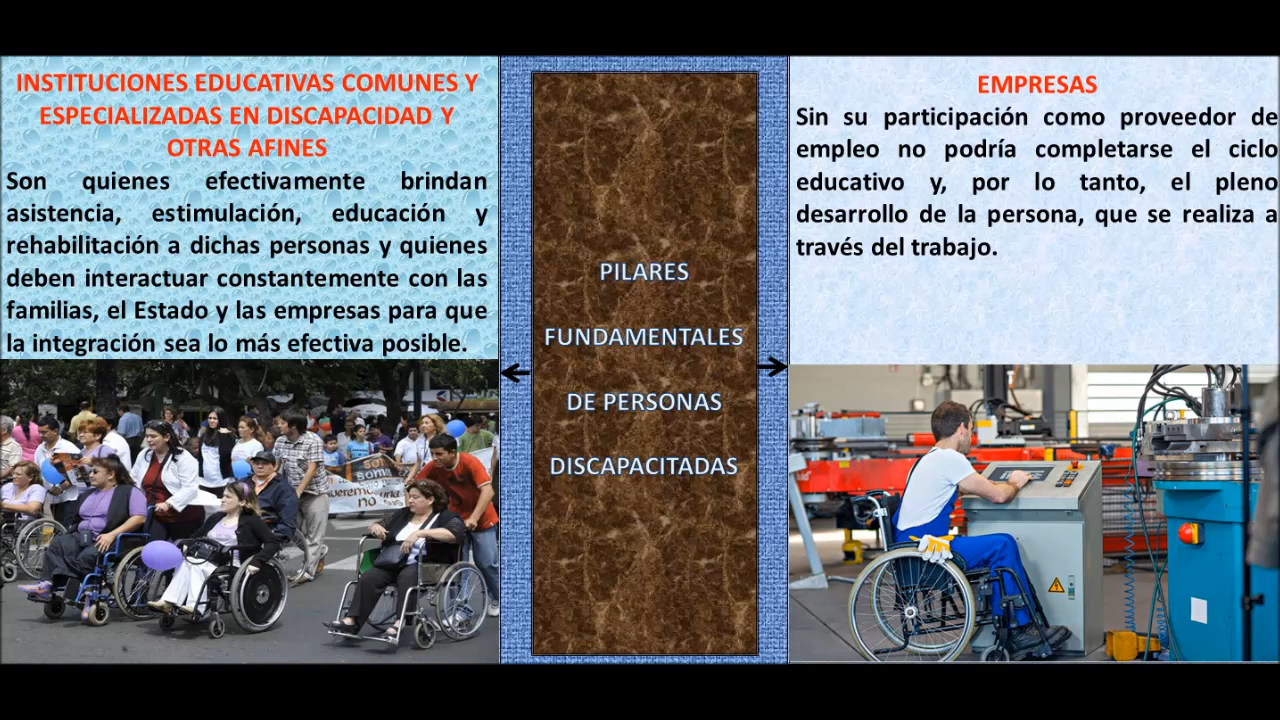 INSTITUCIONES EDUCATIVAS COMUNES Y
ESPECIALIZADAS EN DISCAPACIDAD Y
OTRAS AFINES
Son quienes efectivamente brindan
asistencia, estimulación, educación y
rehabilitación a dichas personas y quienes
deben interactuar constantemente con las
familias, el Estado y las empresas para que
la integración sea lo más efectiva posible.
PILARES
FUNDAMENTALES
DE PERSONAS
DISCAPACITADAS
EMPRESAS
Sin su participación como proveedor de
empleo no podría completarse el ciclo
educativo y, por lo tanto, el pleno
desarrollo de la persona, que se realiza a
través del trabajo.